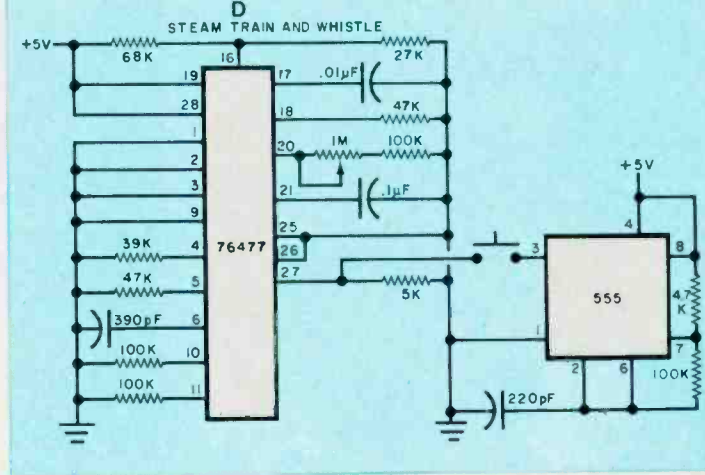 D
STEAM TRAIN AND WHISTLE
+5V
68K
16
27K
19
17
.01µF
28
18
47K
1
20
1M
100K
2
3
21
.1µF
9
25
39K
4
76477
26
47K
5
27
5K
390pF
6
100K
10
100K
11
+5V
4
3
8
555
4.7K
1
7
2
6
100K
220pF